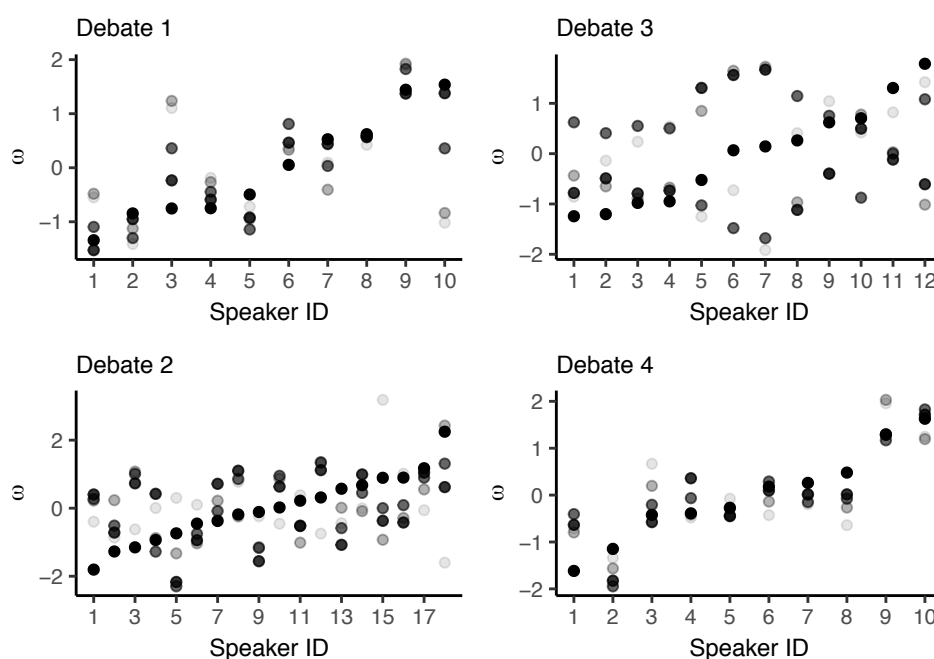 Debate 1
2
1
0
−1
ω
1 2 3 4 5 6 7 8 9 10
Speaker ID
Debate 3
1
0
−1
−2
ω
1 2 3 4 5 6 7 8 9 10 11 12
Speaker ID
Debate 2
2
0
−2
ω
1 3 5 7 9 11 13 15 17
Speaker ID
Debate 4
2
1
0
−1
−2
ω
1 2 3 4 5 6 7 8 9 10
Speaker ID